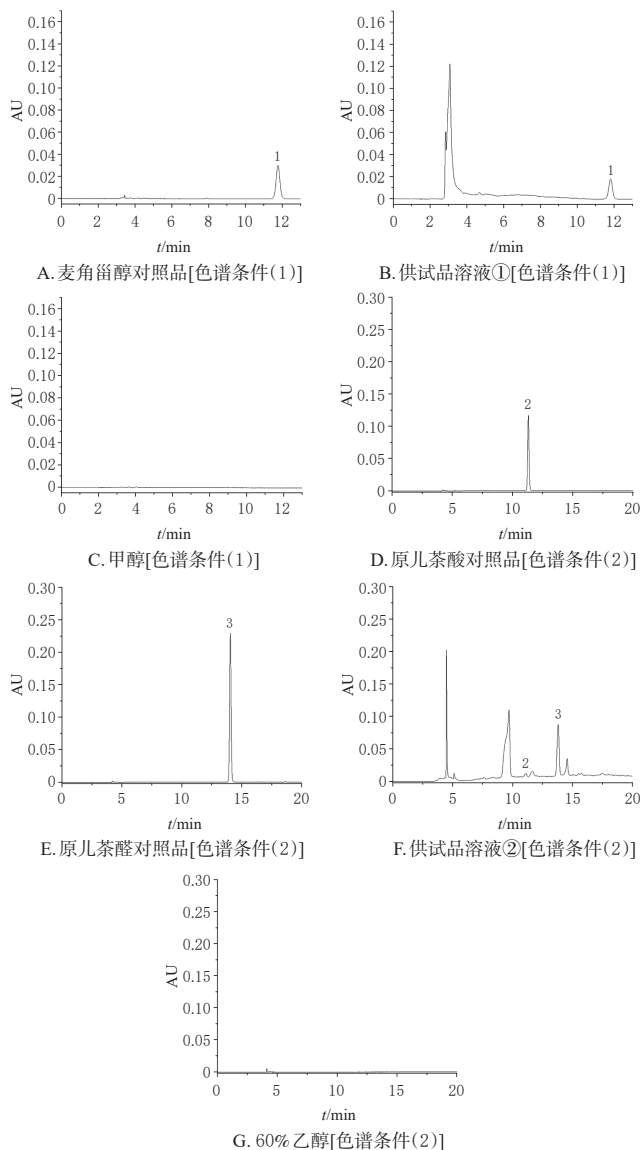 0.16
0.14
0.12
0.10
0.08
0.06
0.04
0.02
0
AU
1
0 2 4 6 8 10 12
t/min
A.麦角甾醇对照品[色谱条件(1)]
0.16
0.14
0.12
0.10
0.08
0.06
0.04
0.02
0
AU
1
0 2 4 6 8 10 12
t/min
B.供试品溶液①[色谱条件(1)]
0.16
0.14
0.12
0.10
0.08
0.06
0.04
0.02
0
AU
0 2 4 6 8 10 12
t/min
C.甲醇[色谱条件(1)]
0.30
0.25
0.20
0.15
0.10
0.05
0
AU
2
0 5 10 15 20
t/min
D.原儿茶酸对照品[色谱条件(2)]
0.30
0.25
0.20
0.15
0.10
0.05
0
AU
3
0 5 10 15 20
t/min
E.原儿茶醛对照品[色谱条件(2)]
0.30
0.25
0.20
0.15
0.10
0.05
0
AU
2
3
0 5 10 15 20
t/min
F.供试品溶液②[色谱条件(2)]
0.30
0.25
0.20
0.15
0.10
0.05
0
AU
0 5 10 15 20
t/min
G. 60%乙醇[色谱条件(2)]